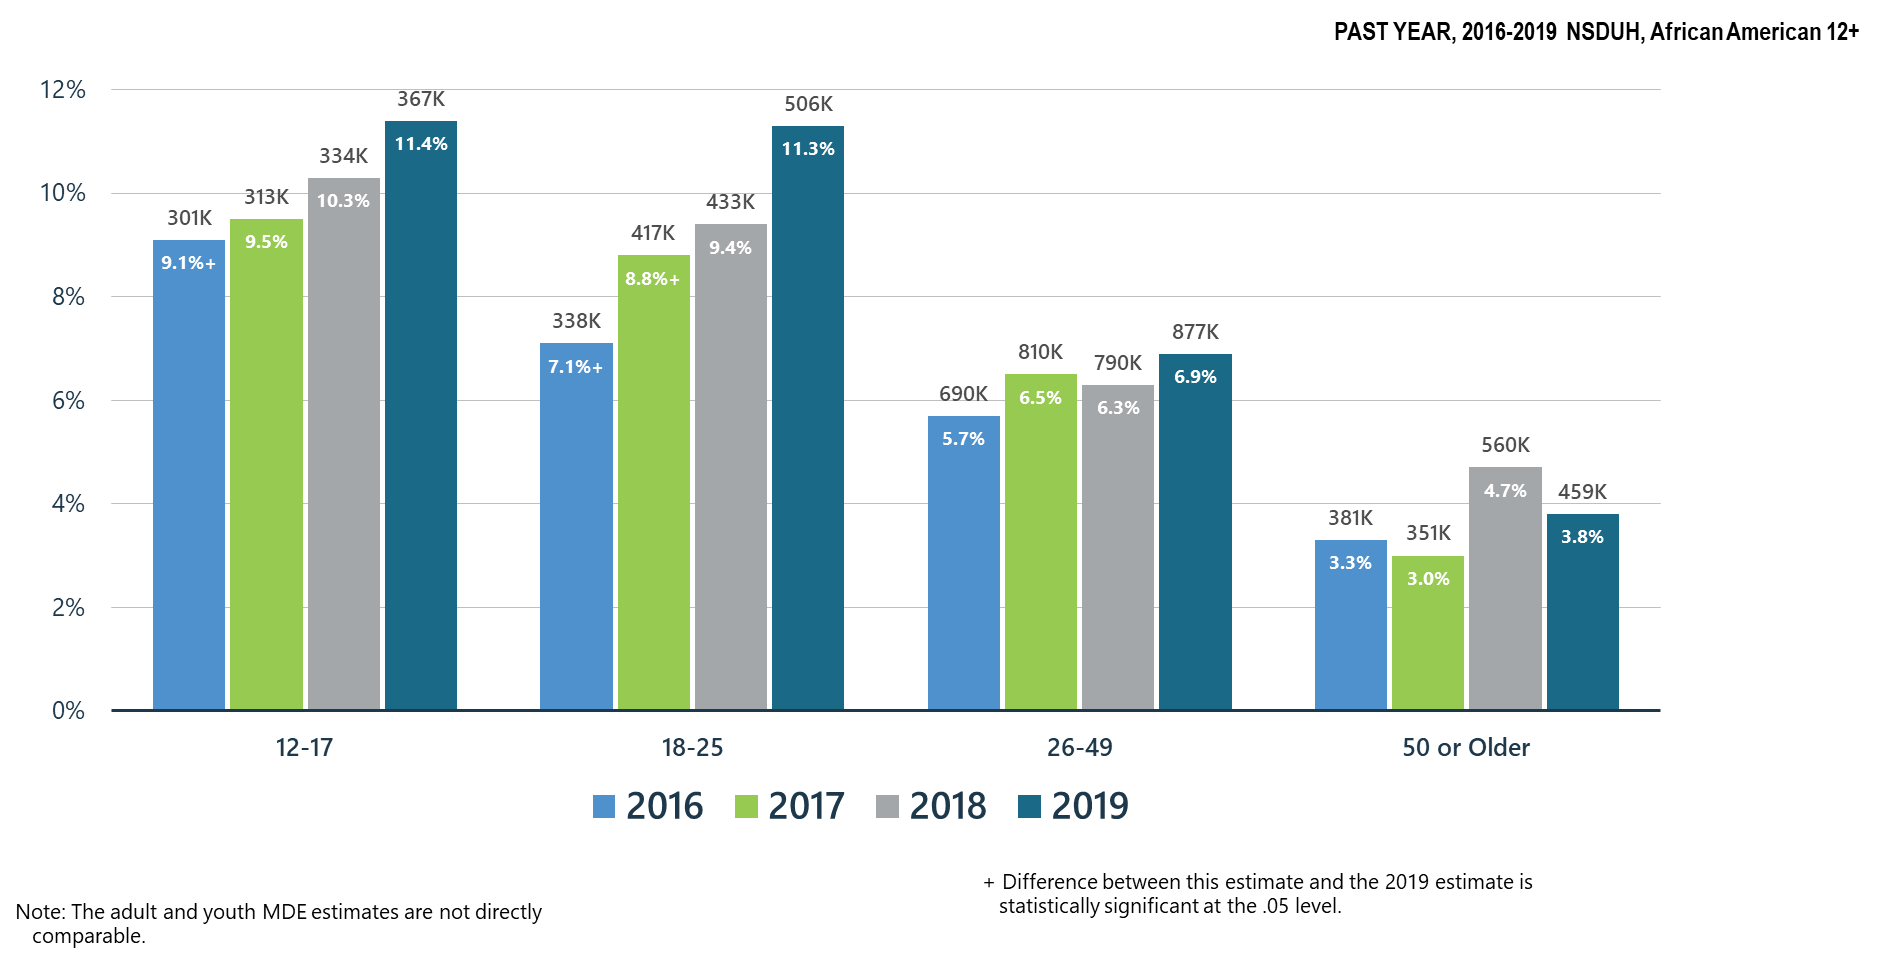 PAST YEAR, 2016-2019 NSDUH, African American 12+
12%
10%
8%
6%
4%
2%
0%
301K
9.1%+
313K
9.5%
334K
10.3%
367K
11.4%
338K
7.1%+
417K
8.8%+
433K
9.4%
506K
11.3%
690K
5.7%
810K
6.5%
790K
6.3%
877K
6.9%
381K
3.3%
351K
3.0%
560K
4.7%
459K
3.8%
12-17
18-25
26-49
50 or Older
2016
2017
2018
2019
+ Difference between this estimate and the 2019 estimate is
statistically significant at the .05 level.
Note: The adult and youth MDE estimates are not directly
comparable.